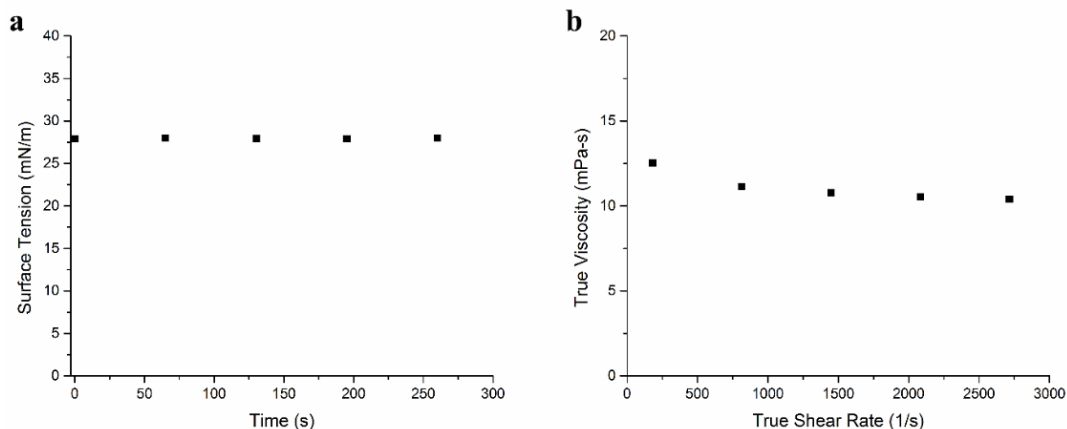 a
40
35
30
25
20
15
10
5
0
Surface Tension (mN/m)
0 50 100 150 200 250 300
Time (s)
b
20
15
10
5
0
True Viscosity (mPa-s)
0 500 1000 1500 2000 2500 3000
True Shear Rate (1/s)